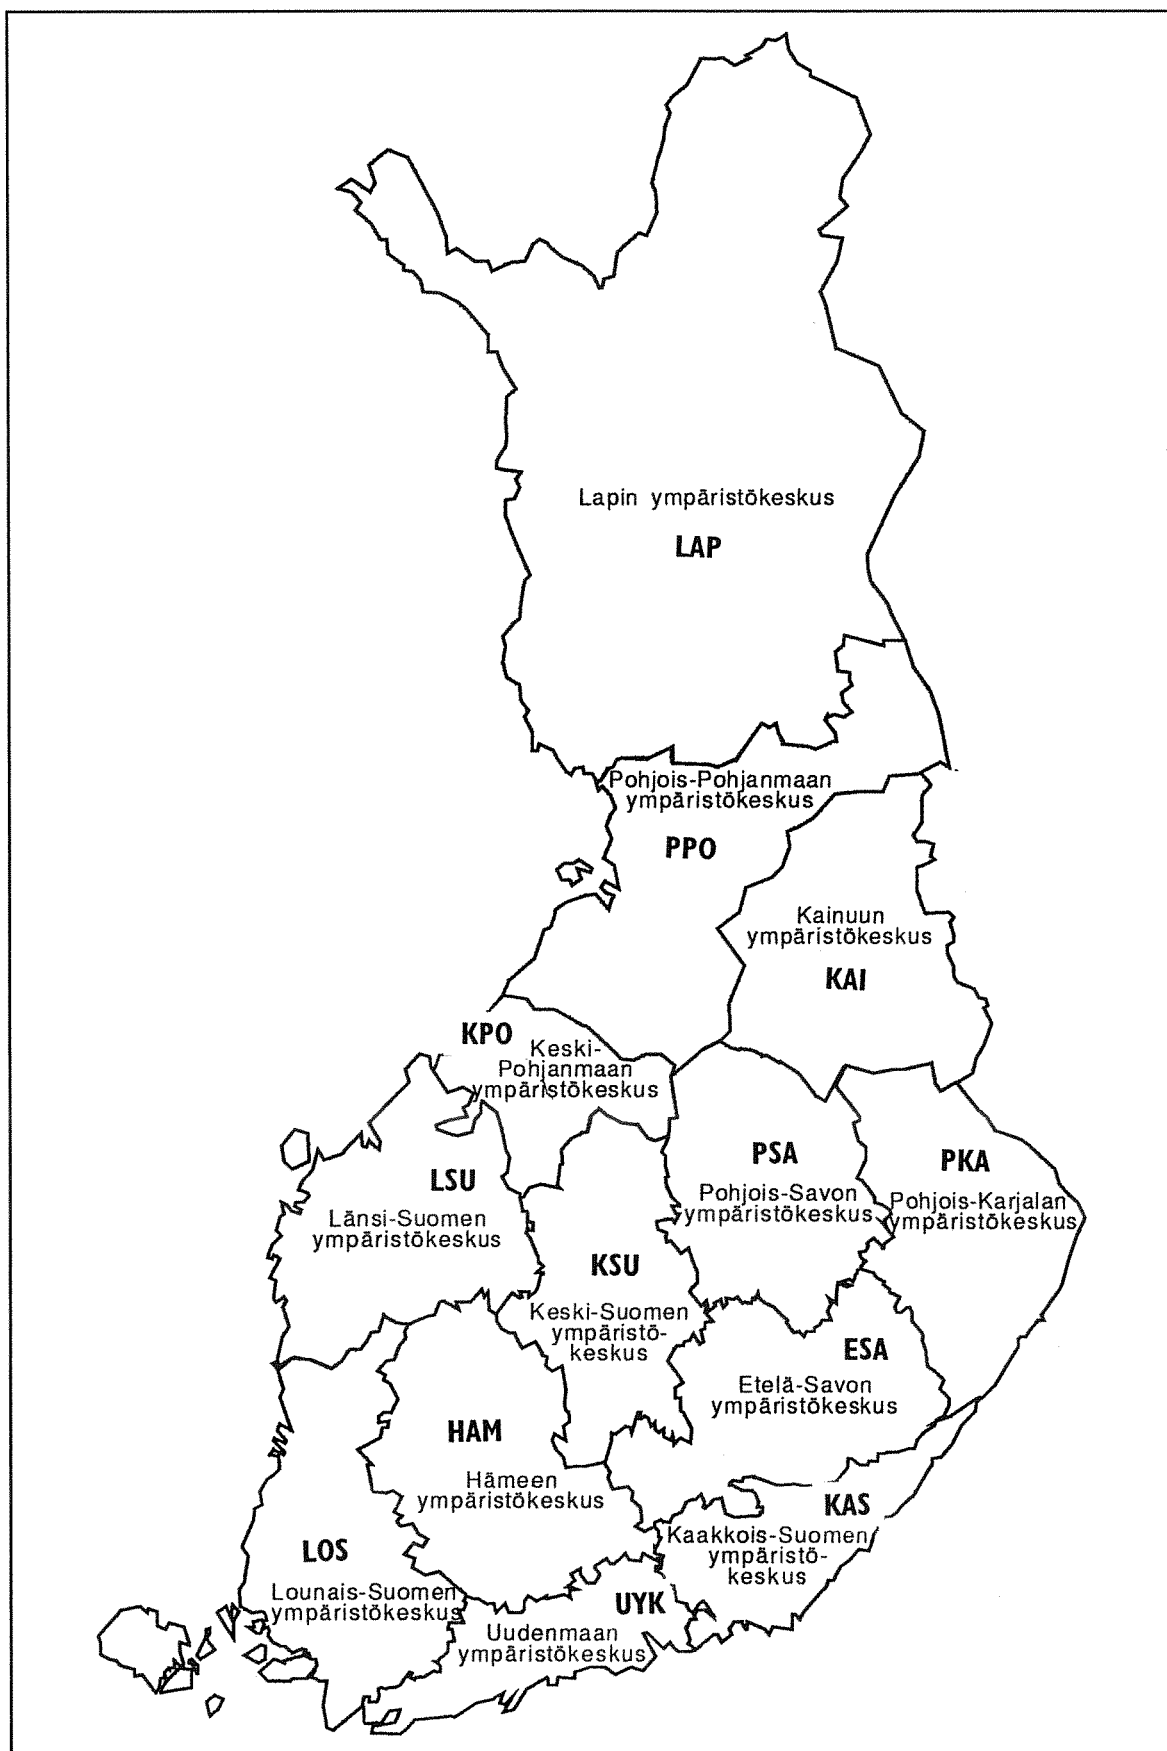 Lapin ympäristökeskus
LAP
Pohjois-Pohjanmaan
ympäristökeskus
PPO
Kainuun
ympäristökeskus
KAI
KPO
Keski-
Pohjanmaan
ympäristökeskus
PSA
Pohjois-Savon
ympäristökeskus
PKA
Pohjois-Karjalan
ympäristökeskus
LSU
Länsi-Suomen
ympäristökeskus
KSU
Keski-Suomen
ympäristö-
keskus
ESA
Etelä-Savon
ympäristökeskus
HAM
Hämeen
ympäristökeskus
KAS
Kaakkois-Suomen
ympäristö-
keskus
LOS
Lounais-Suomen
ympäristökeskus
UYK
Uudenmaan
ympäristökeskus